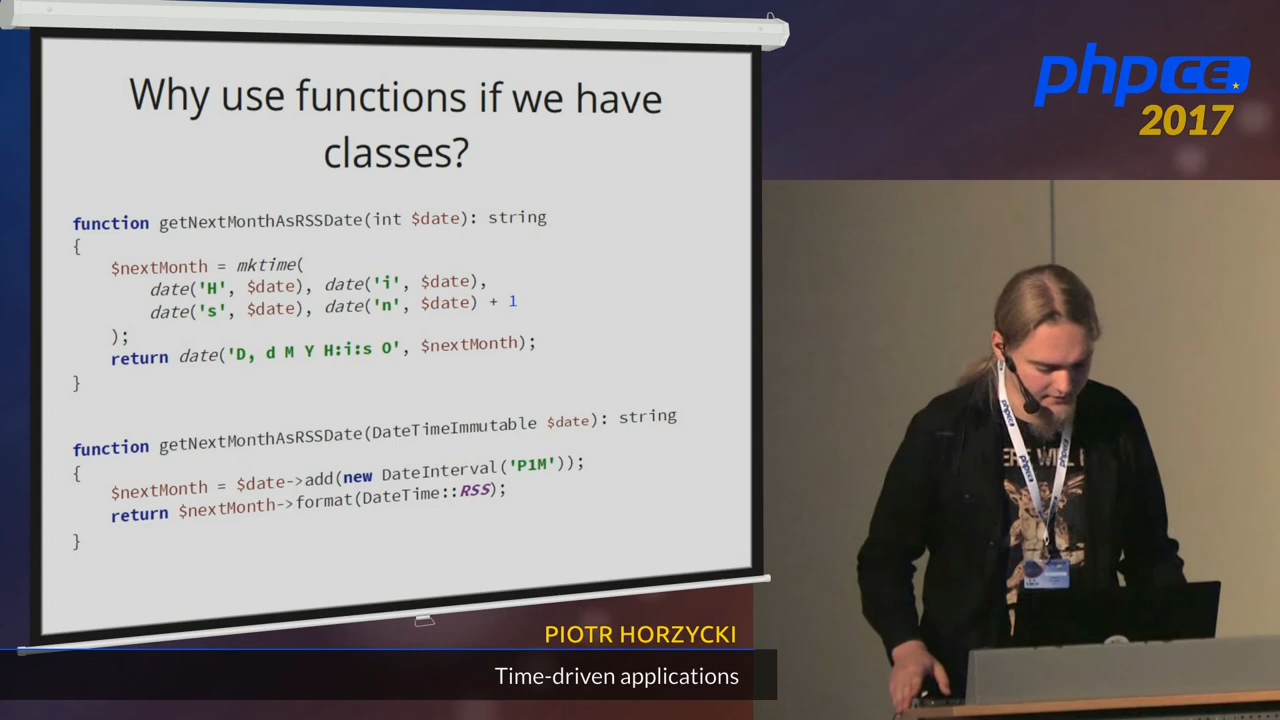 Why use functions if we have
classes?
function getNextMonthAsRSSDate(int $date): string
{
$nextMonth = mktime(
date('H', $date), date('i', $date),
date('s', $date), date('n', $date) + 1
);
return date('D, d M Y H:i:s O', $nextMonth);
}
function getNextMonthAsRSSDate(DateTimeImmutable $date): string
{
$nextMonth = $date->add(new DateInterval('P1M'));
return $nextMonth->format(DateTime::RSS);
}
phpCE
2017
PIOTR HORZYCKI
Time-driven applications